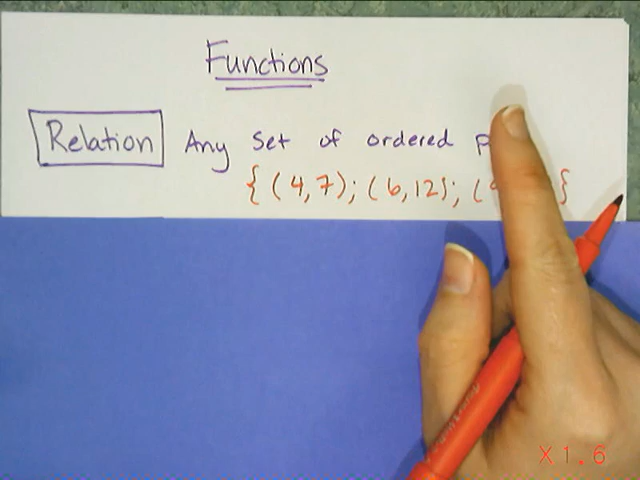 Functions
Relation Any set of ordered
{ (4,7); (6,12); ( }
X1.6